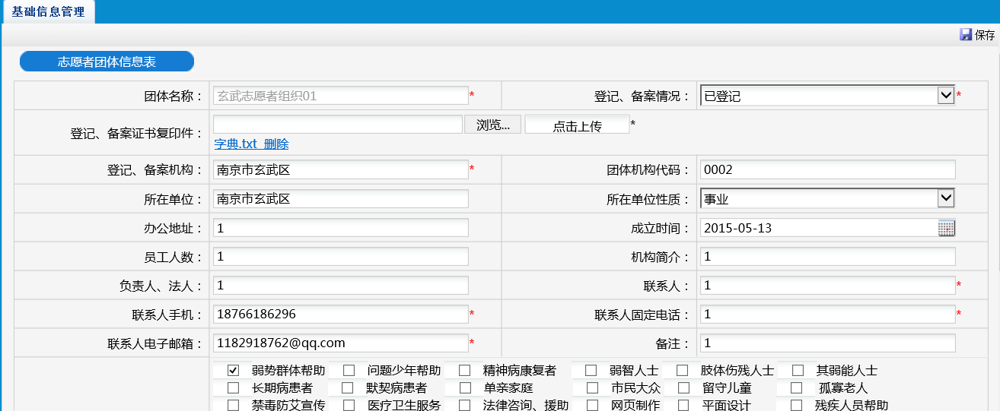 基础信息管理
保存
志愿者团体信息表
团体名称： 玄武志愿者组织01 * 登记、备案情况： 已登记 *
登记、备案证书复印件： 浏览... 点击上传 *
字典.txt 删除
登记、备案机构： 南京市玄武区 * 团体机构代码： 0002
所在单位： 南京市玄武区 所在单位性质： 事业
办公地址： 1 成立时间： 2015-05-13
员工人数： 1 机构简介： 1
负责人、法人： 1 联系人： 1 *
联系人手机： 18766186296 * 联系人固定电话： 1 *
联系人电子邮箱： 1182918762@qq.com * 备注： 1
弱势群体帮助 问题少年帮助 精神病康复者 弱智人士 肢体伤残人士 其弱能人士
长期病患者 默契病患者 单亲家庭 市民大众 留守儿童 孤寡老人
禁毒防艾宣传 医疗卫生服务 法律咨询、援助 网页制作 平面设计 残疾人员帮助